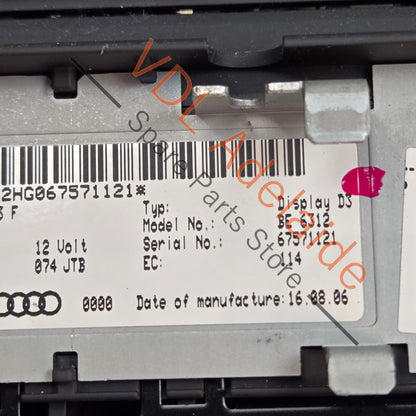 2HG067571121*
3 F Typ: Display D3
Model No.: BE 6312
12 Volt Serial No.: 67571121
074 JTB EC: 114
0000 Date of manufacture: 16.08.06
VDL Adelaide
Spare Parts Store